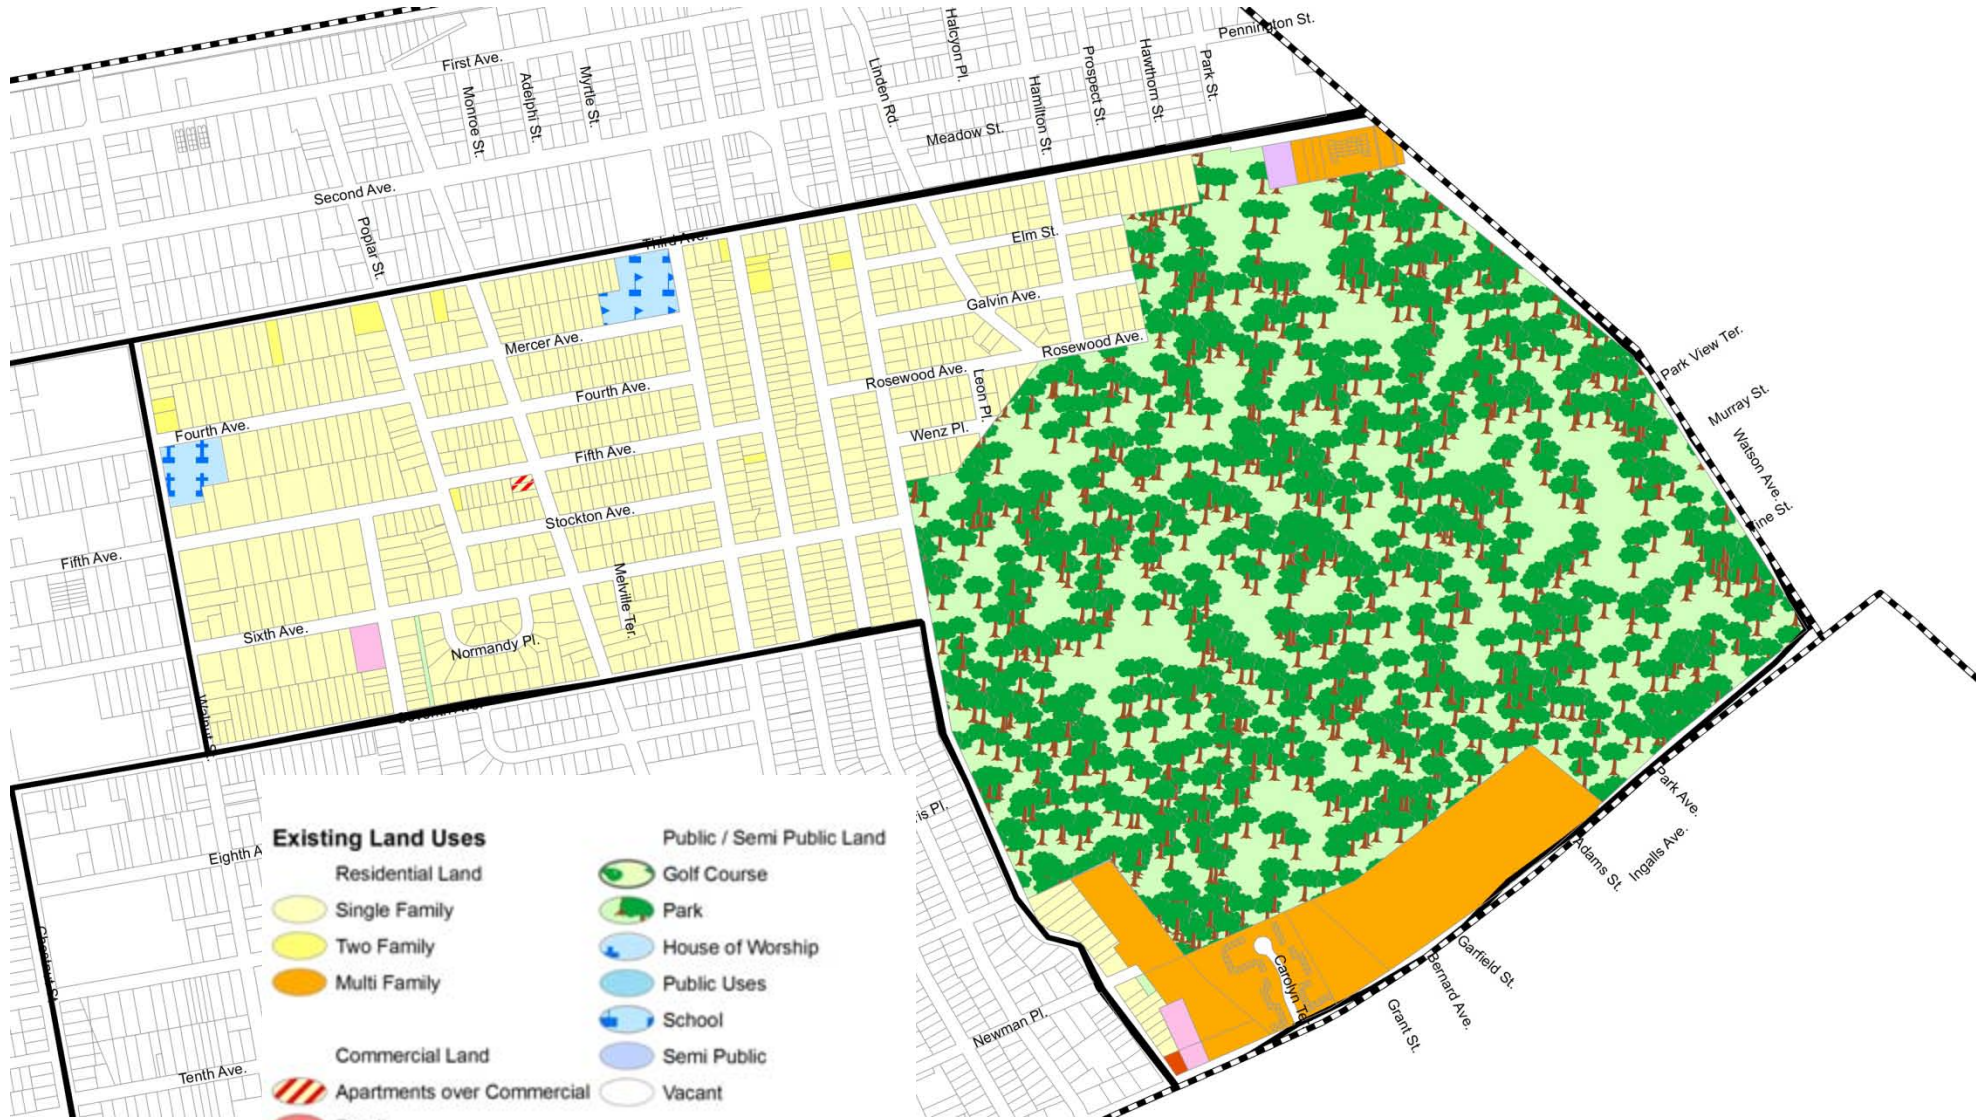 Pennington St.
Halcyon Pl.
First Ave.
Linden Rd.
Prospect St.
Hawthorn St.
Park St.
Myrtle St.
Adelphi St.
Monroe St.
Hamilton St.
Meadow St.
Second Ave.
Poplar St.
Third Ave.
Elm St.
Galvin Ave.
Mercer Ave.
Rosewood Ave.
Park View Ter.
Rosewood Ave.
Leon Pl.
Fourth Ave.
Murray St.
Fourth Ave.
Wenz Pl.
Watson Ave.
Fifth Ave.
Stockton Ave.
ine St.
Fifth Ave.
Melville Ter.
Sixth Ave.
Normandy Pl.
Park Ave.
Ingalls Ave.
Adams St.
is Pl.
Eighth A
Garfield St.
Bernard Ave.
Carolyn Te
Grant St.
Newman Pl.
Tenth Ave.
Existing Land Uses
Residential Land
Single Family
Two Family
Multi Family
Commercial Land
Apartments over Commercial
Public / Semi Public Land
Golf Course
Park
House of Worship
Public Uses
School
Semi Public
Vacant